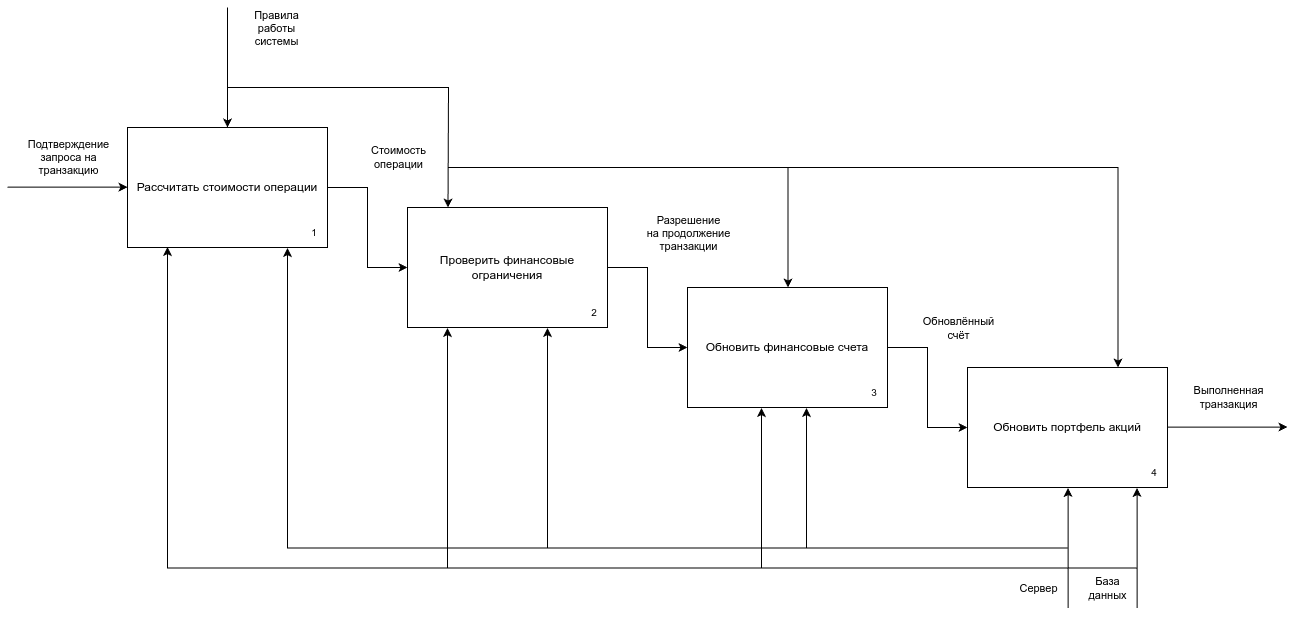 Правила
работы
системы
Подтверждение
запроса на
транзакцию
Рассчитать стоимости операции
1
Стоимость
операции
Проверить финансовые
ограничения
2
Разрешение
на продолжение
транзакции
Обновить финансовые счета
3
Обновлённый
счёт
Обновить портфель акций
4
Выполненная
транзакция
Сервер
База
данных